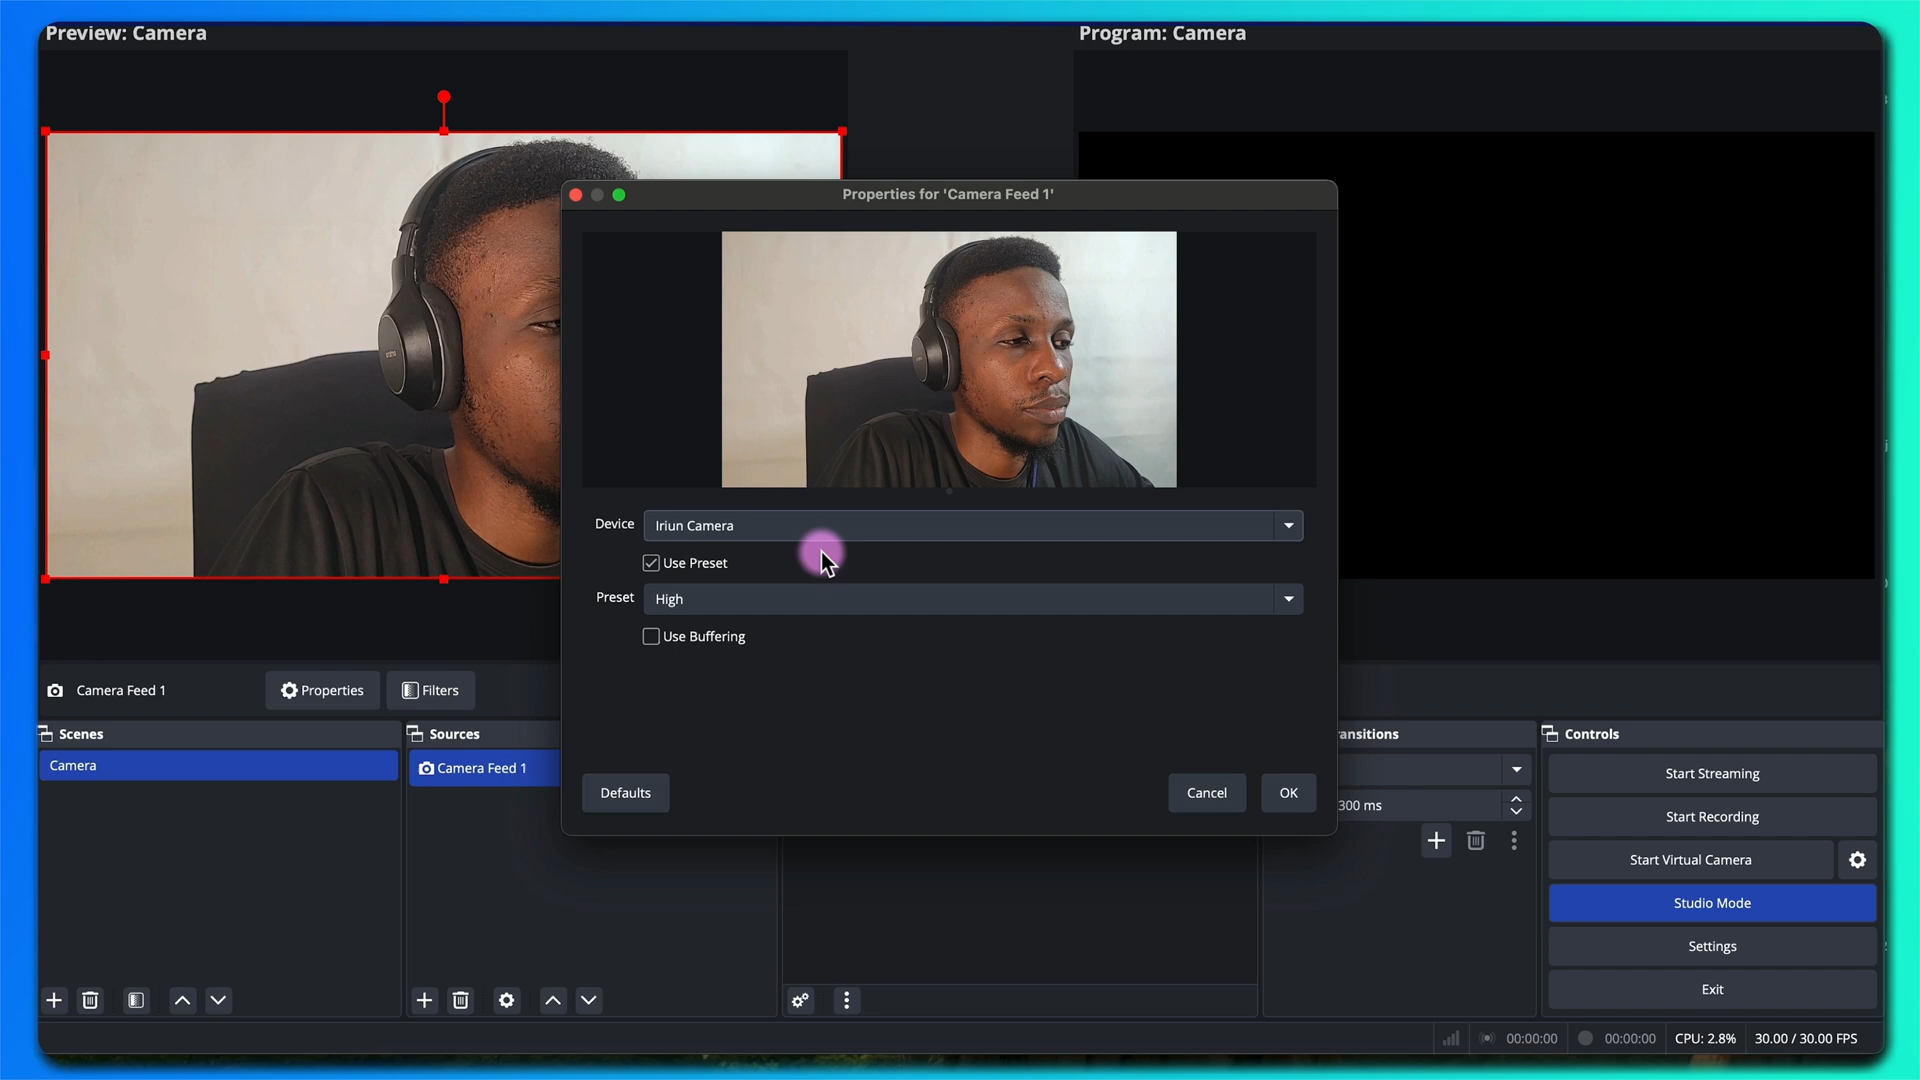 Preview: Camera
Program: Camera
Properties for 'Camera Feed 1'
Device
Iriun Camera
Use Preset
Preset
High
Use Buffering
Defaults
Cancel
OK
Camera Feed 1
Properties
Filters
Scenes
Camera
Sources
Camera Feed 1
ansitions
300 ms
Controls
Start Streaming
Start Recording
Start Virtual Camera
Studio Mode
Settings
Exit
00:00:00
00:00:00
CPU: 2.8%
30.00 / 30.00 FPS